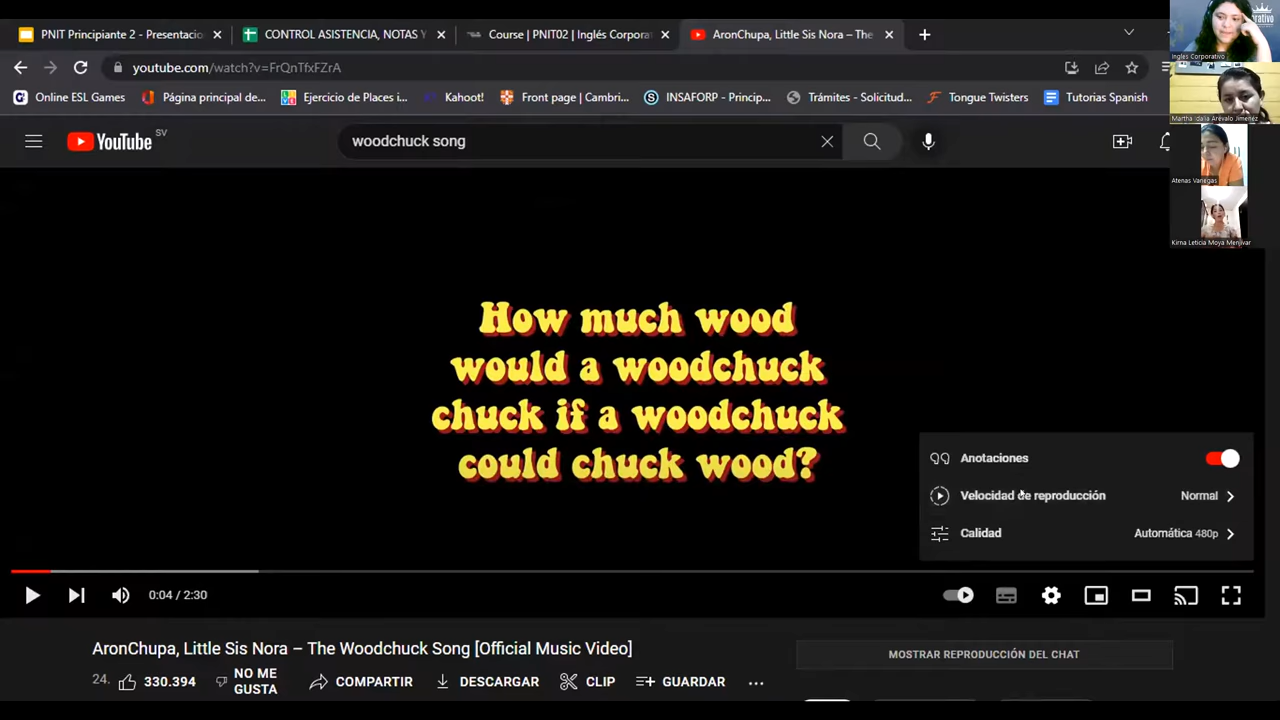 PNIT Principiante 2 - Presentacio
CONTROL ASISTENCIA, NOTAS Y
Course | PNIT02 | Inglés Corporat
AronChupa, Little Sis Nora – The
youtube.com/watch?v=FrQnTfxFZrA
Online ESL Games
Página principal de...
Ejercicio de Places i...
Kahoot!
Front page | Cambri...
INSAFORP - Princip...
Trámites - Solicitud...
Tongue Twisters
Tutorias Spanish
Inglés Corporativo
Martha Idalia Arévalo Jimenez
Atenas Vanegas
Kirna Leticia Moya Menjivar
YouTube SV
woodchuck song
How much wood
would a woodchuck
chuck if a woodchuck
could chuck wood?
Anotaciones
Velocidad de reproducción Normal
Calidad Automática 480p
0:04 / 2:30
AronChupa, Little Sis Nora – The Woodchuck Song [Official Music Video]
MOSTRAR REPRODUCCIÓN DEL CHAT
24.
330.394
NO ME
GUSTA
COMPARTIR
DESCARGAR
CLIP
GUARDAR